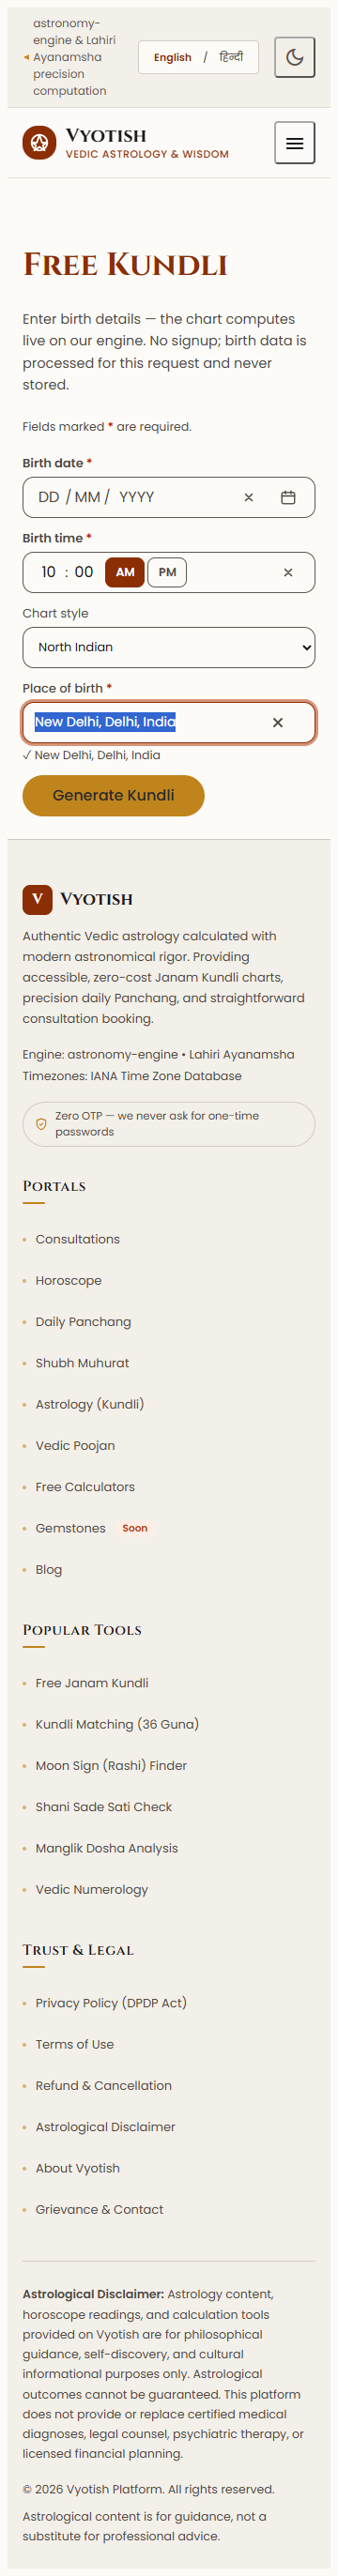 astronomy-
engine & Lahiri
Ayanamsha
precision
computation
English / हिन्दी
VYOTISH
VEDIC ASTROLOGY & WISDOM
FREE KUNDLI
Enter birth details — the chart computes
live on our engine. No signup; birth data is
processed for this request and never
stored.
Fields marked * are required.
Birth date *
DD / MM / YYYY
Birth time *
10 : 00 AM PM
Chart style
North Indian
Place of birth *
New Delhi, Delhi, India
✓ New Delhi, Delhi, India
Generate Kundli
V VYOTISH
Authentic Vedic astrology calculated with
modern astronomical rigor. Providing
accessible, zero-cost Janam Kundli charts,
precision daily Panchang, and straightforward
consultation booking.
Engine: astronomy-engine • Lahiri Ayanamsha
Timezones: IANA Time Zone Database
Zero OTP — we never ask for one-time
passwords
PORTALS
Consultations
Horoscope
Daily Panchang
Shubh Muhurat
Astrology (Kundli)
Vedic Poojan
Free Calculators
Gemstones Soon
Blog
POPULAR TOOLS
Free Janam Kundli
Kundli Matching (36 Guna)
Moon Sign (Rashi) Finder
Shani Sade Sati Check
Manglik Dosha Analysis
Vedic Numerology
TRUST & LEGAL
Privacy Policy (DPDP Act)
Terms of Use
Refund & Cancellation
Astrological Disclaimer
About Vyotish
Grievance & Contact
Astrological Disclaimer: Astrology content,
horoscope readings, and calculation tools
provided on Vyotish are for philosophical
guidance, self-discovery, and cultural
informational purposes only. Astrological
outcomes cannot be guaranteed. This platform
does not provide or replace certified medical
diagnoses, legal counsel, psychiatric therapy, or
licensed financial planning.
© 2026 Vyotish Platform. All rights reserved.
Astrological content is for guidance, not a
substitute for professional advice.